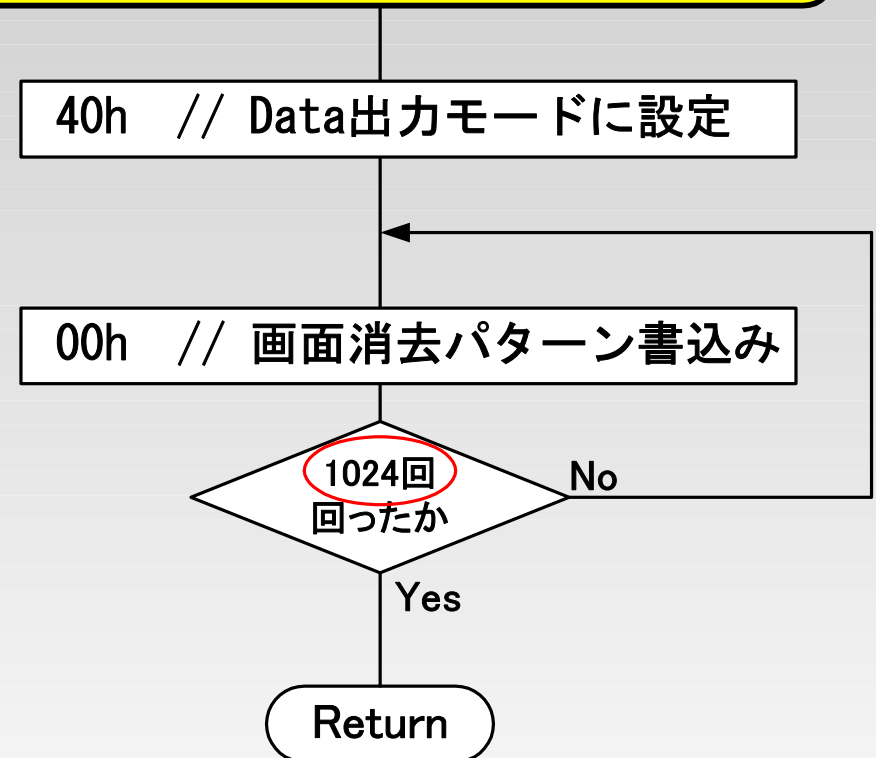 40h // Data出力モードに設定
00h // 画面消去パターン書込み
1024回
回ったか
No
Yes
Return